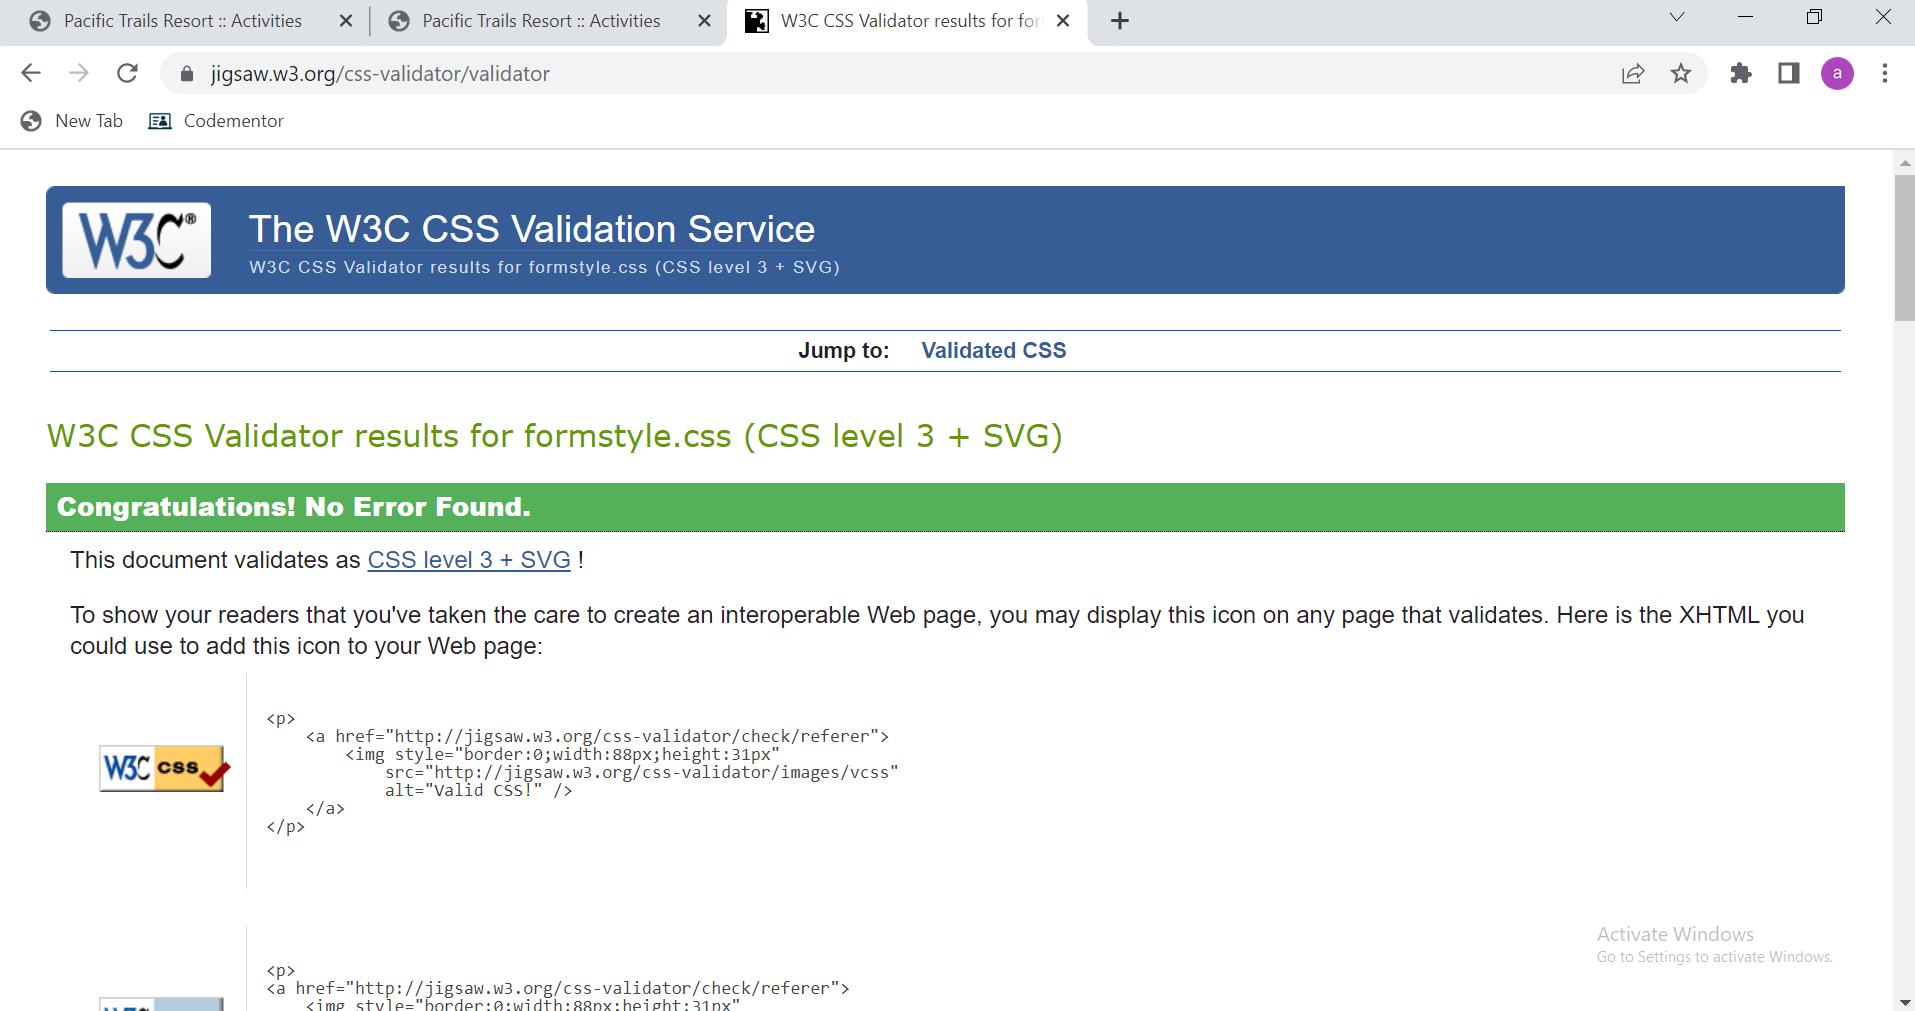 Pacific Trails Resort :: Activities
Pacific Trails Resort :: Activities
W3C CSS Validator results for for
jigsaw.w3.org/css-validator/validator
a
New Tab
Codementor
W3C®
The W3C CSS Validation Service
W3C CSS Validator results for formstyle.css (CSS level 3 + SVG)
Jump to: Validated CSS
W3C CSS Validator results for formstyle.css (CSS level 3 + SVG)
Congratulations! No Error Found.
This document validates as CSS level 3 + SVG !
To show your readers that you've taken the care to create an interoperable Web page, you may display this icon on any page that validates. Here is the XHTML you
could use to add this icon to your Web page:
W3C css
<p>
<a href="http://jigsaw.w3.org/css-validator/check/referer">
<img style="border:0;width:88px;height:31px"
src="http://jigsaw.w3.org/css-validator/images/vcss"
alt="Valid CSS!" />
</a>
</p>
Activate Windows
Go to Settings to activate Windows.
<p>
<a href="http://jigsaw.w3.org/css-validator/check/referer">
<img style="border:0;width:88px;height:31px"